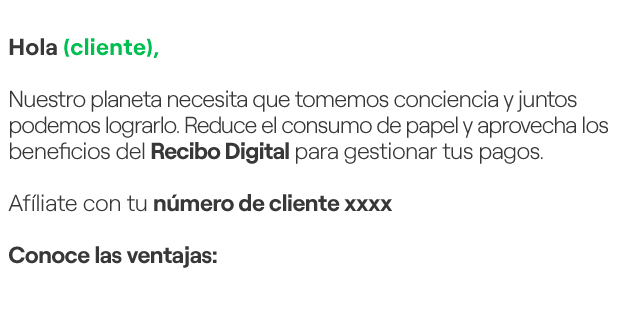 Hola (cliente),
Nuestro planeta necesita que tomemos conciencia y juntos
podemos lograrlo. Reduce el consumo de papel y aprovecha los
beneficios del Recibo Digital para gestionar tus pagos.
Afíliate con tu número de cliente xxxx
Conoce las ventajas: